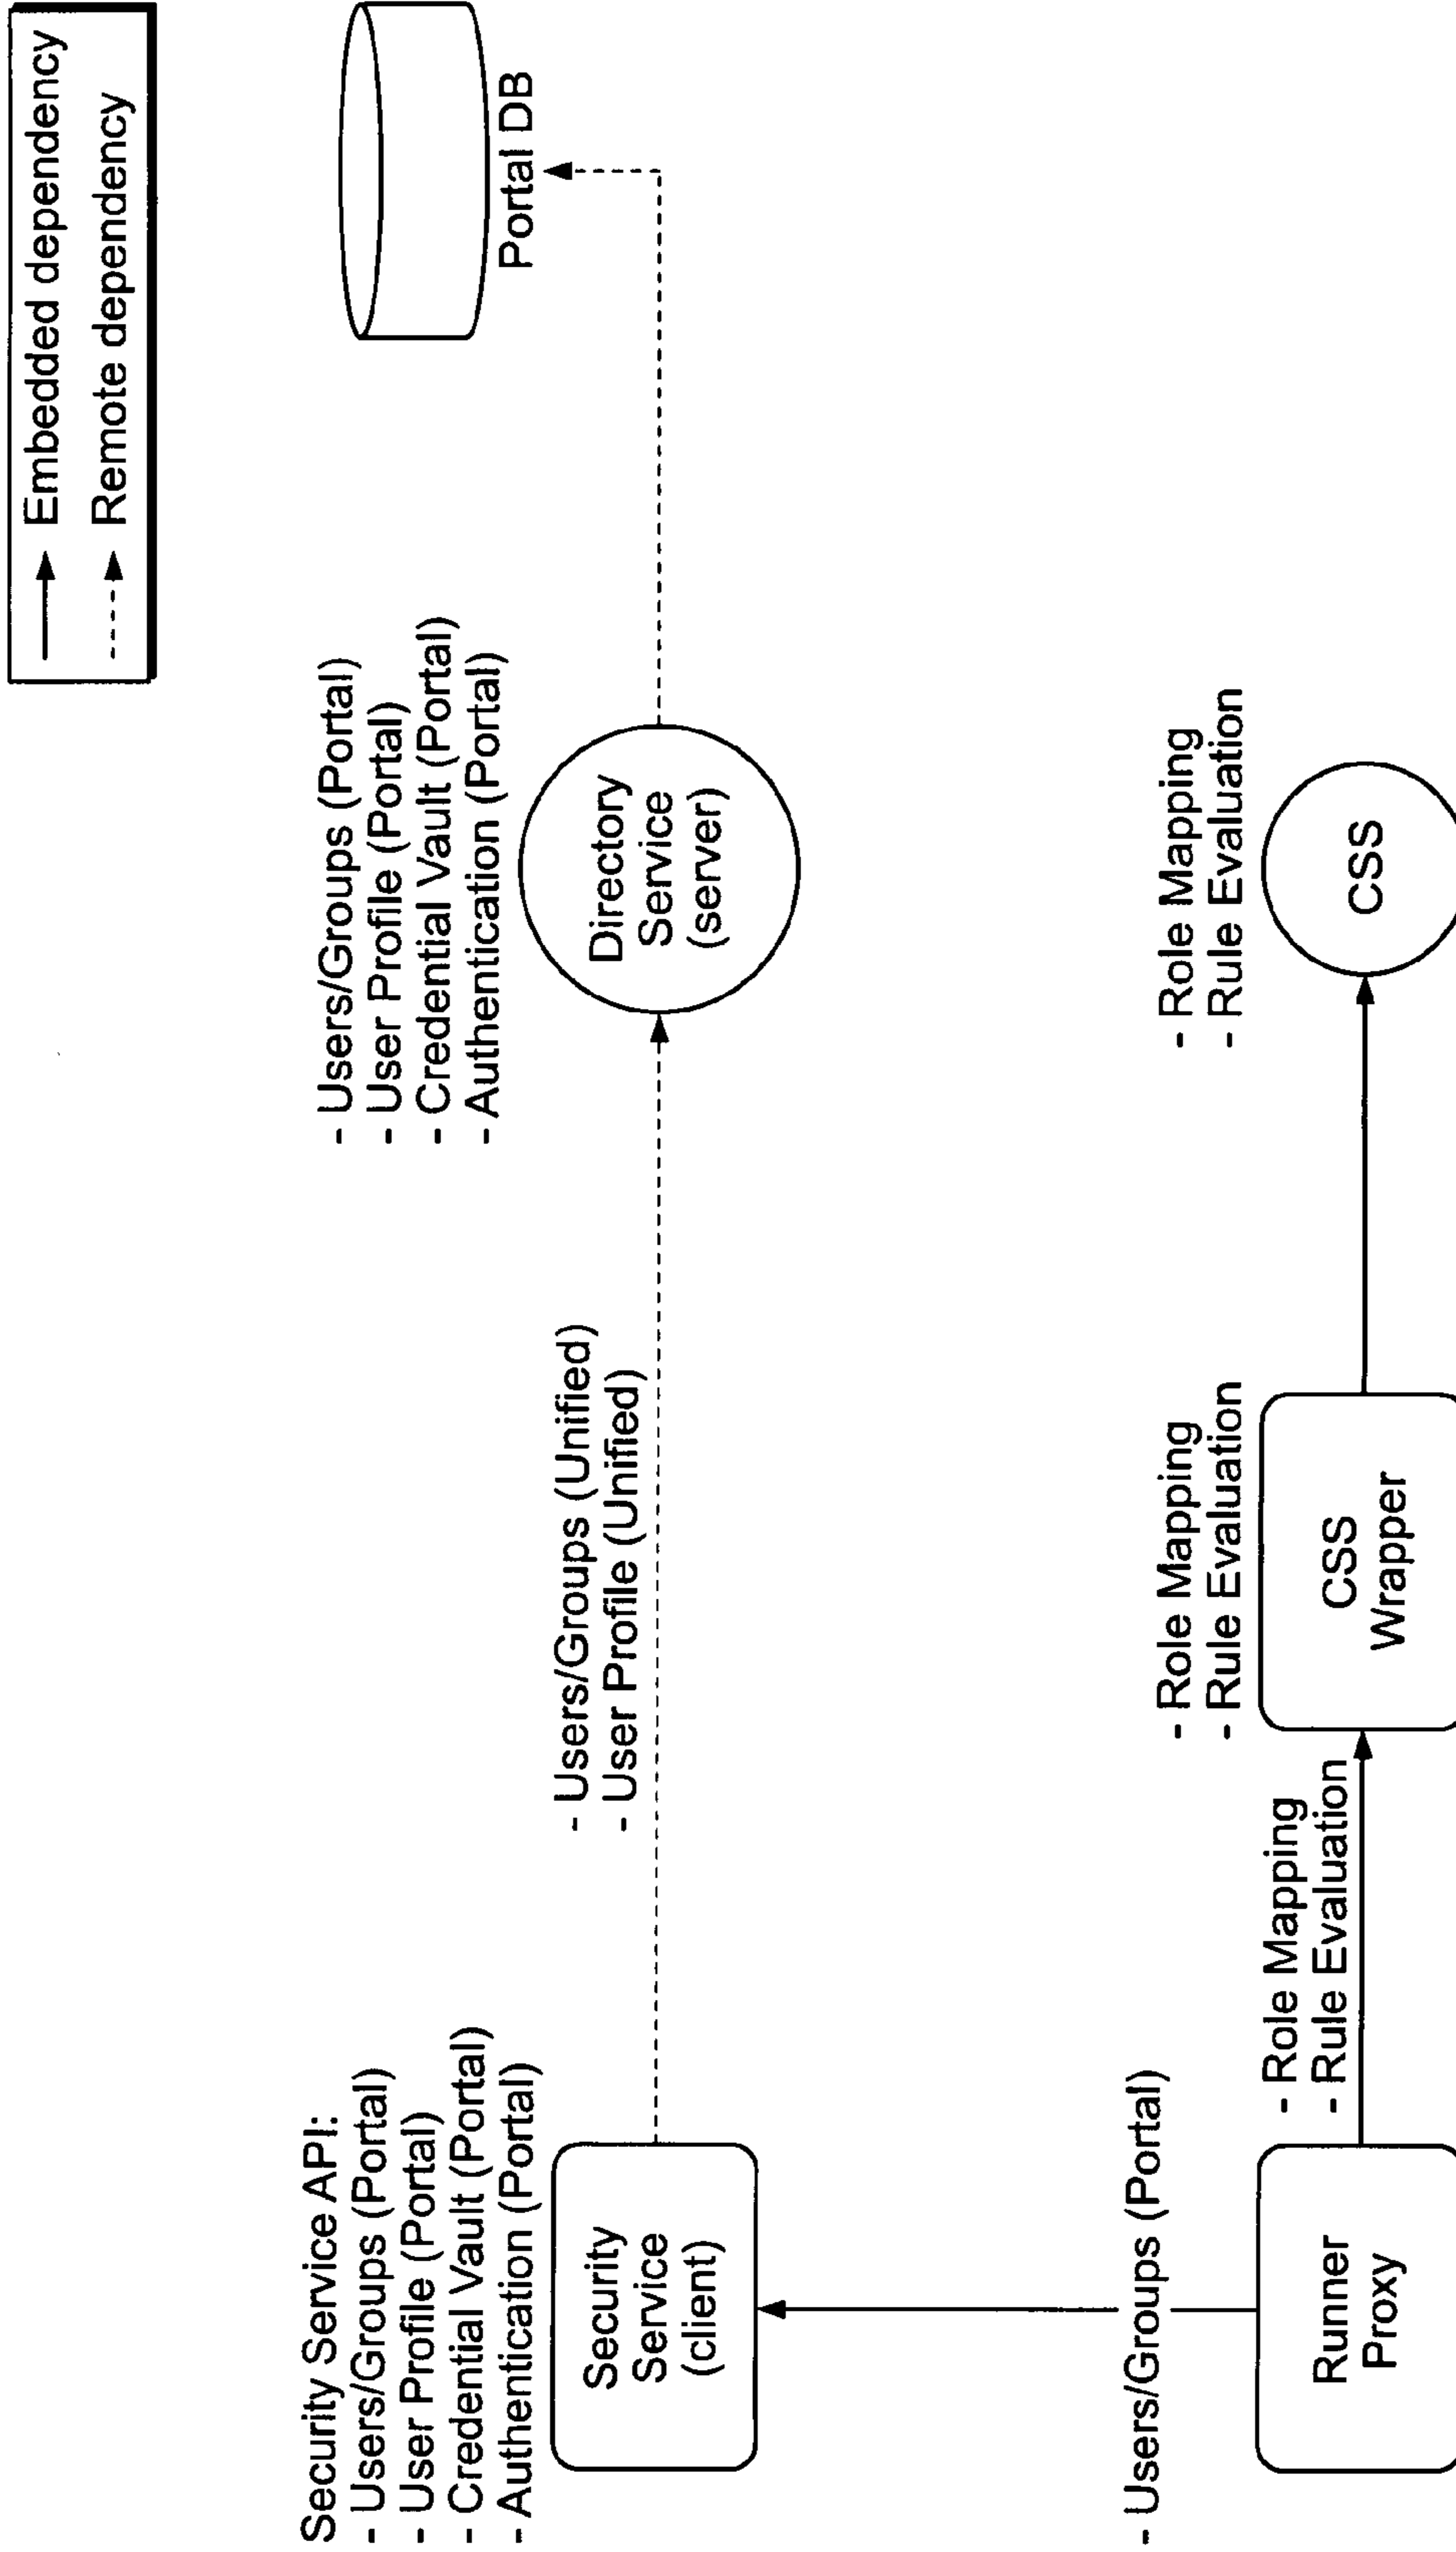 Embedded dependency
Remote dependency
Security Service API:
- Users/Groups (Portal)
- User Profile (Portal)
- Credential Vault (Portal)
- Authentication (Portal)
Security
Service
(client)
- Users/Groups (Unified)
- User Profile (Unified)
- Users/Groups (Portal)
- User Profile (Portal)
- Credential Vault (Portal)
- Authentication (Portal)
Directory
Service
(server)
Portal DB
- Users/Groups (Portal)
Runner
Proxy
- Role Mapping
- Rule Evaluation
- Role Mapping
- Rule Evaluation
CSS
Wrapper
- Role Mapping
- Rule Evaluation
CSS